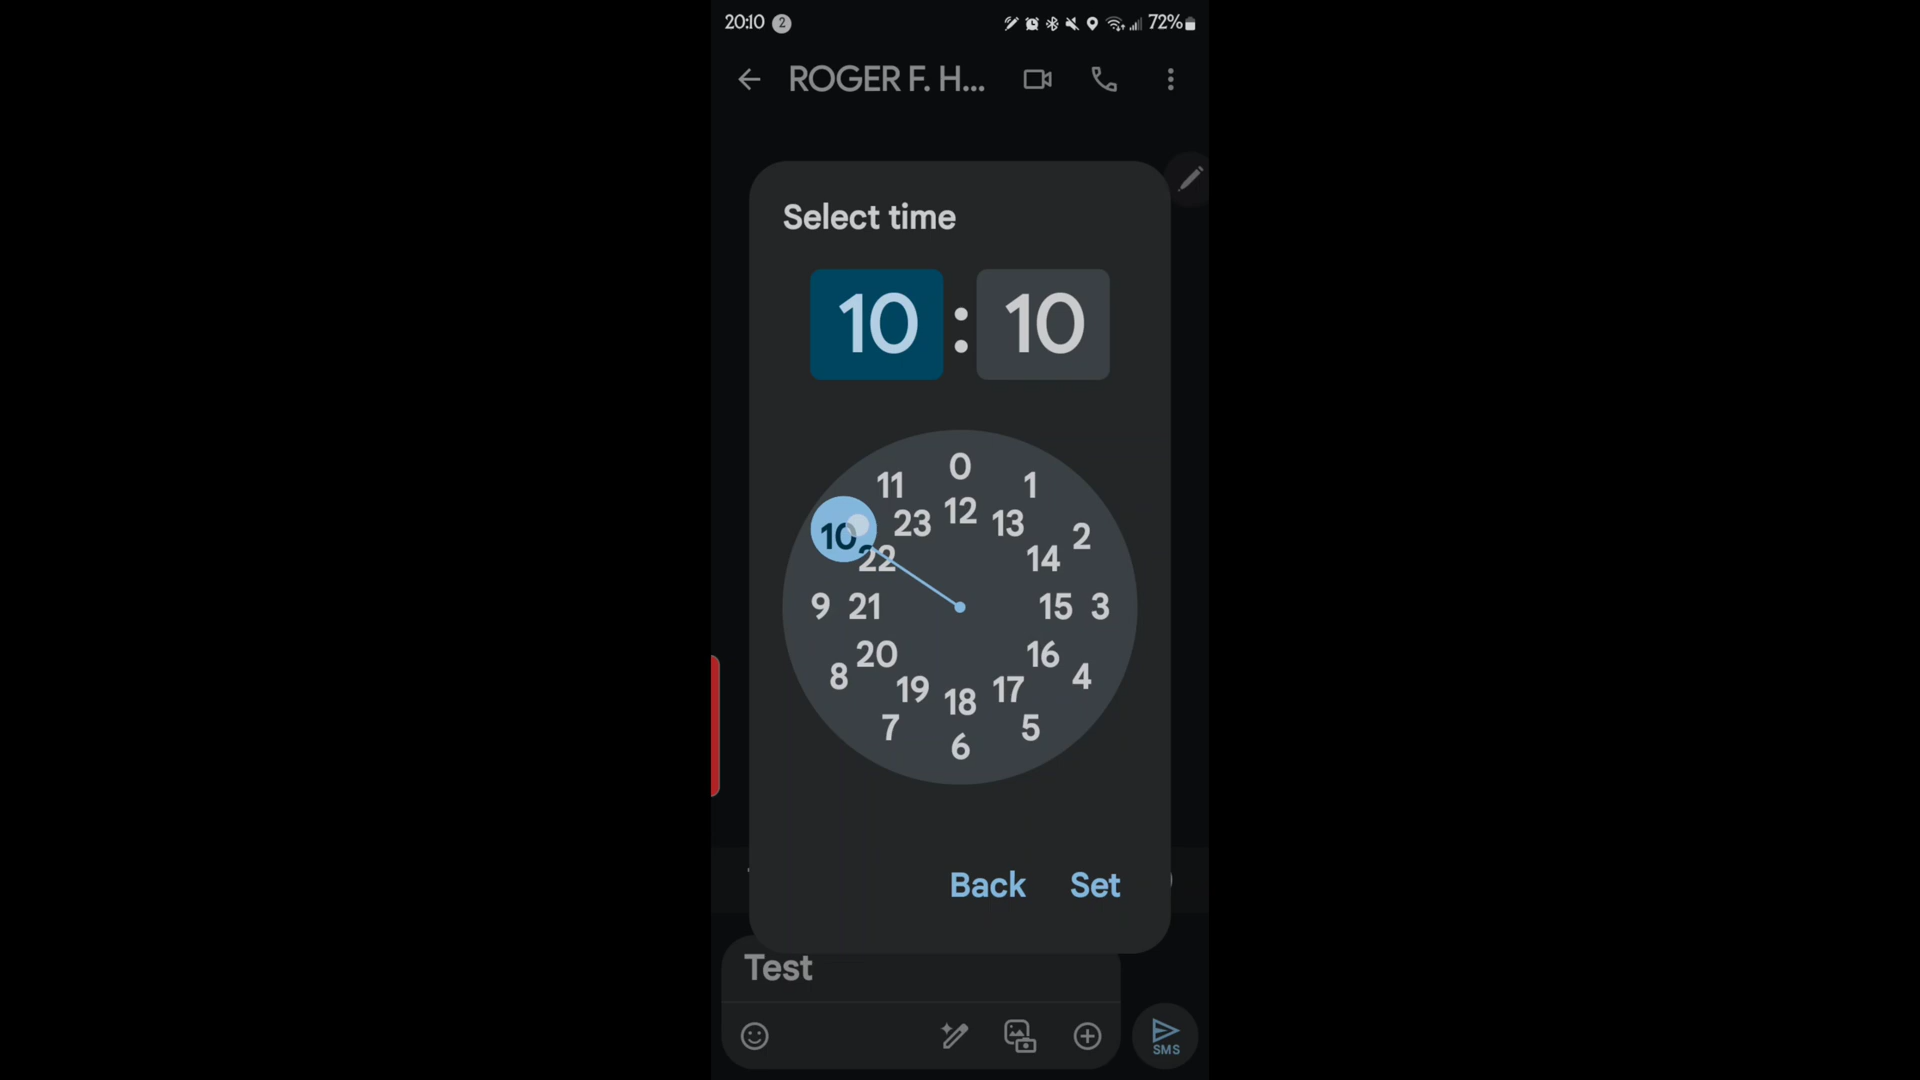 20:10 2 72%
ROGER F. H...
Select time
10 : 10
0
11 1
12
23 13
10 2
22 14
9 21 15 3
20 16
8 4
19 17
18
7 5
6
Back Set
Test
SMS